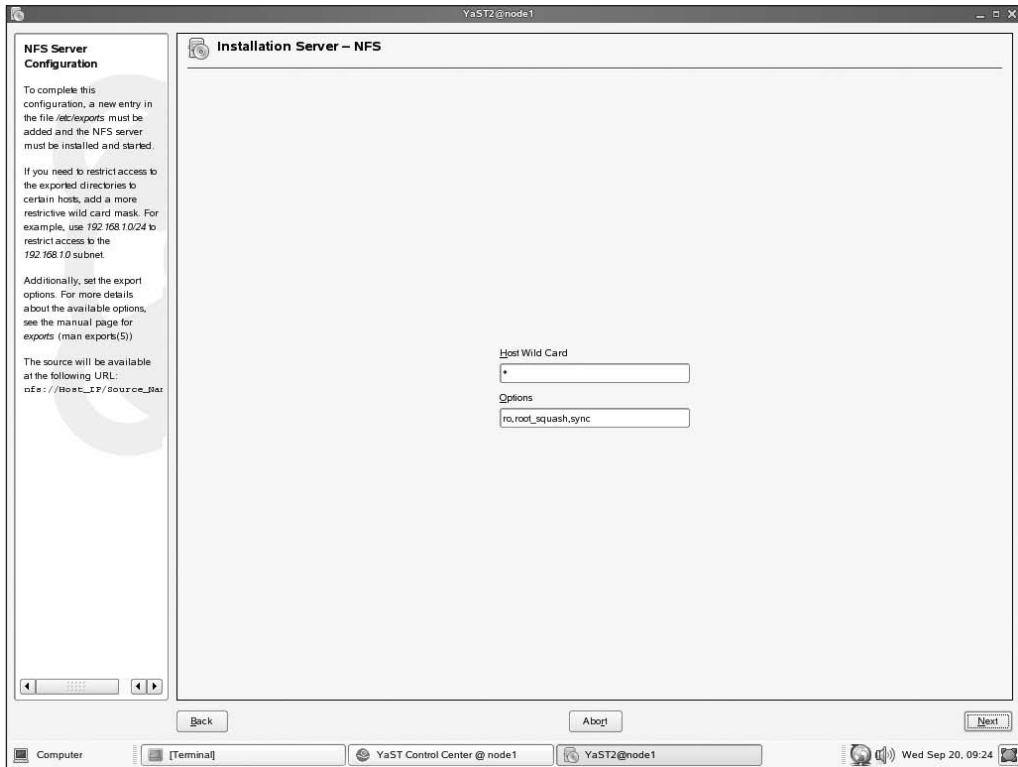 YaST2@node1
NFS Server
Configuration
To complete this
configuration, a new entry in
the file /etc/exports must be
added and the NFS server
must be installed and started.
If you need to restrict access to
the exported directories to
certain hosts, add a more
restrictive wild card mask. For
example, use 192.168.1.0/24 to
restrict access to the
192.168.1.0 subnet.
Additionally, set the export
options. For more details
about the available options,
see the manual page for
exports (man exports(5))
The source will be available
at the following URL:
nfs://Host_IP/Source_Nar
Installation Server – NFS
Host Wild Card
*
Options
ro,root_squash,sync
Back
Abort
Next
Computer
[Terminal]
YaST Control Center @ node1
YaST2@node1
Wed Sep 20, 09:24